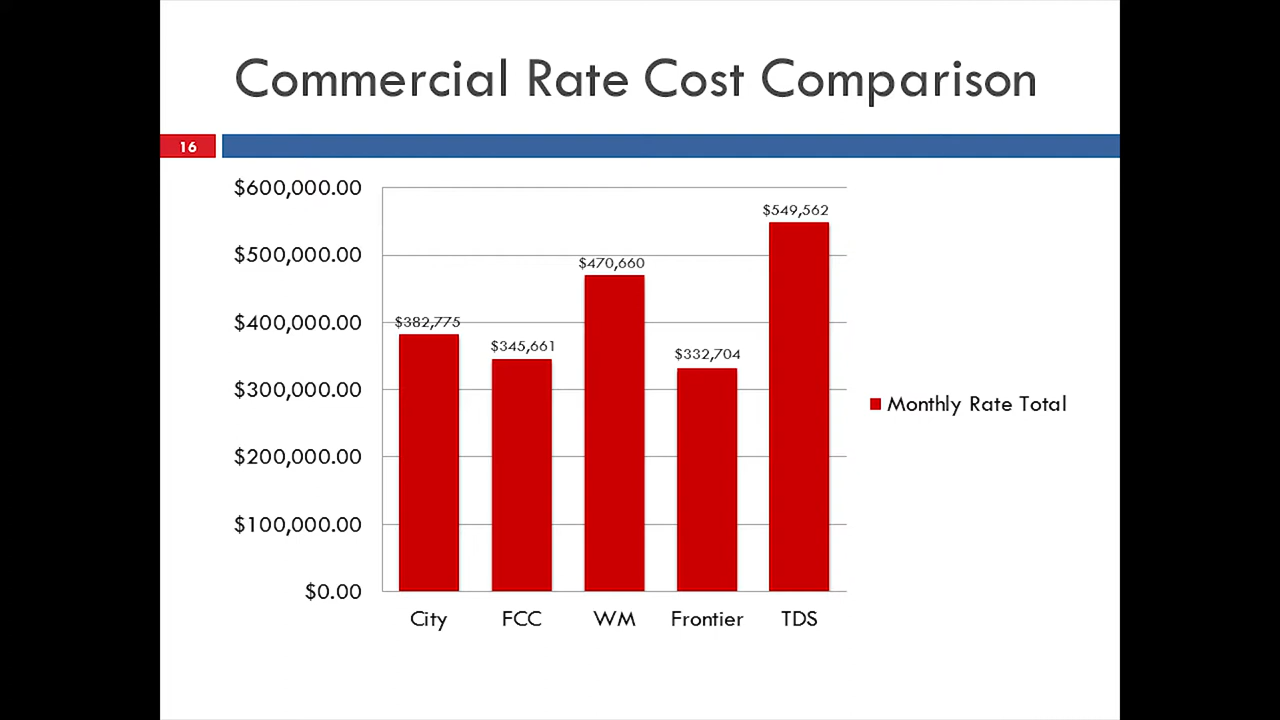 Commercial Rate Cost Comparison
16
$600,000.00
$500,000.00
$400,000.00
$300,000.00
$200,000.00
$100,000.00
$0.00
$382,775
$345,661
$470,660
$332,704
$549,562
City
FCC
WM
Frontier
TDS
Monthly Rate Total